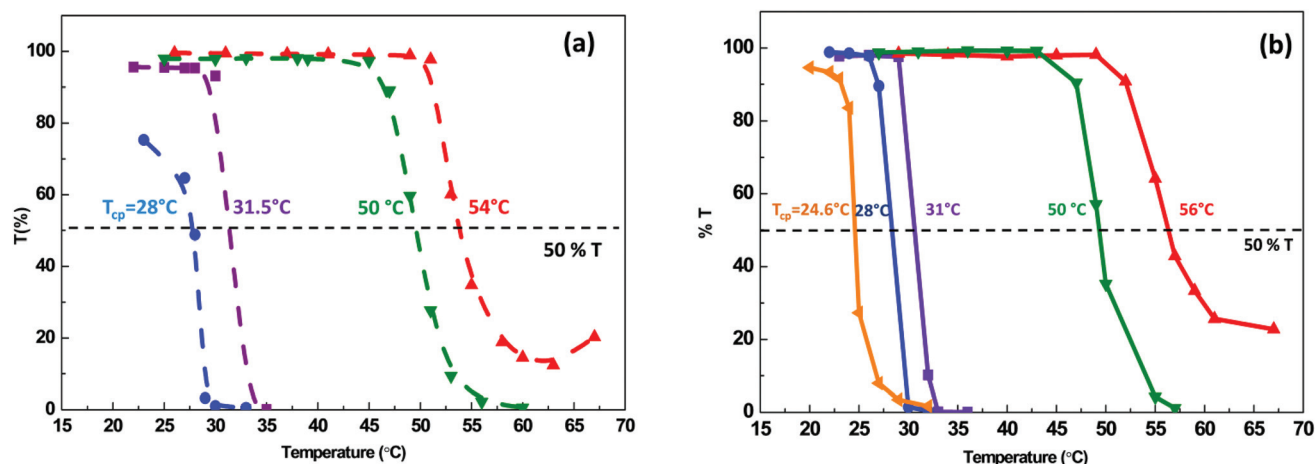 (a)
T(%)
100
80
60
40
20
0
T_cp=28°C 31.5°C 50 °C 54°C
50 % T
15 20 25 30 35 40 45 50 55 60 65 70
Temperature (°C)
(b)
% T
100
80
60
40
20
0
T_cp=24.6°C 28°C 31°C 50 °C 56°C
50 % T
15 20 25 30 35 40 45 50 55 60 65 70
Temperature (°C)